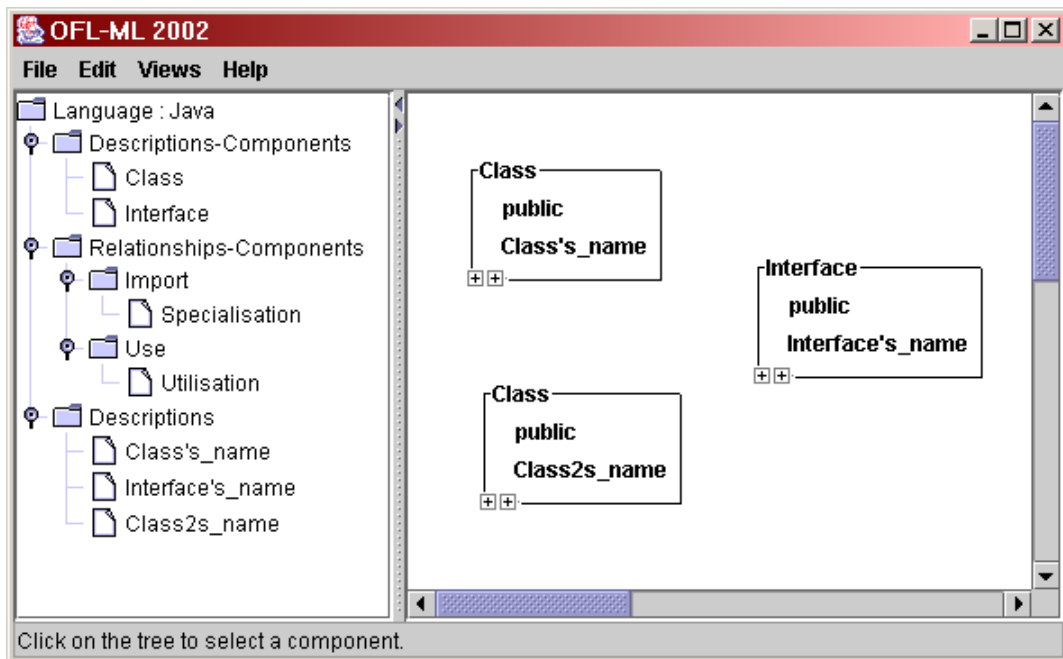 OFL-ML 2002
File Edit Views Help
Language : Java
Descriptions-Components
Class
Interface
Relationships-Components
Import
Specialisation
Use
Utilisation
Descriptions
Class's_name
Interface's_name
Class2s_name
Class
public
Class's_name
Interface
public
Interface's_name
Class
public
Class2s_name
Click on the tree to select a component.